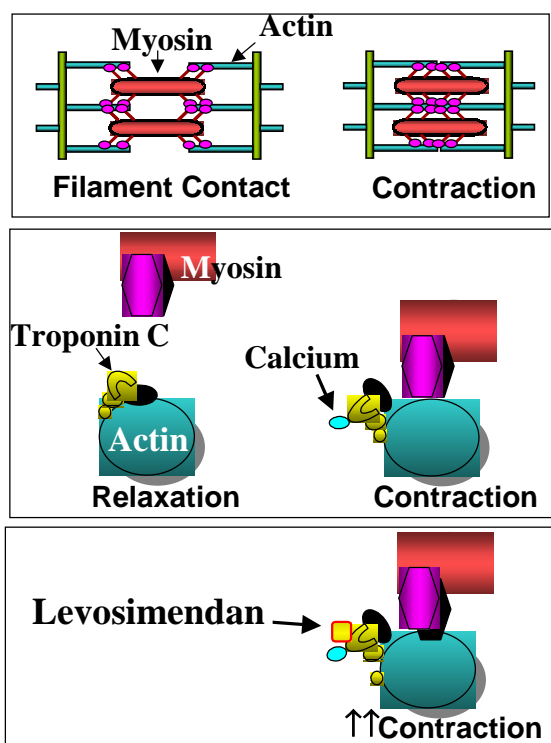 Myosin
Actin
Filament Contact
Contraction
Myosin
Troponin C
Calcium
Actin
Relaxation
Contraction
Levosimendan
↑↑Contraction